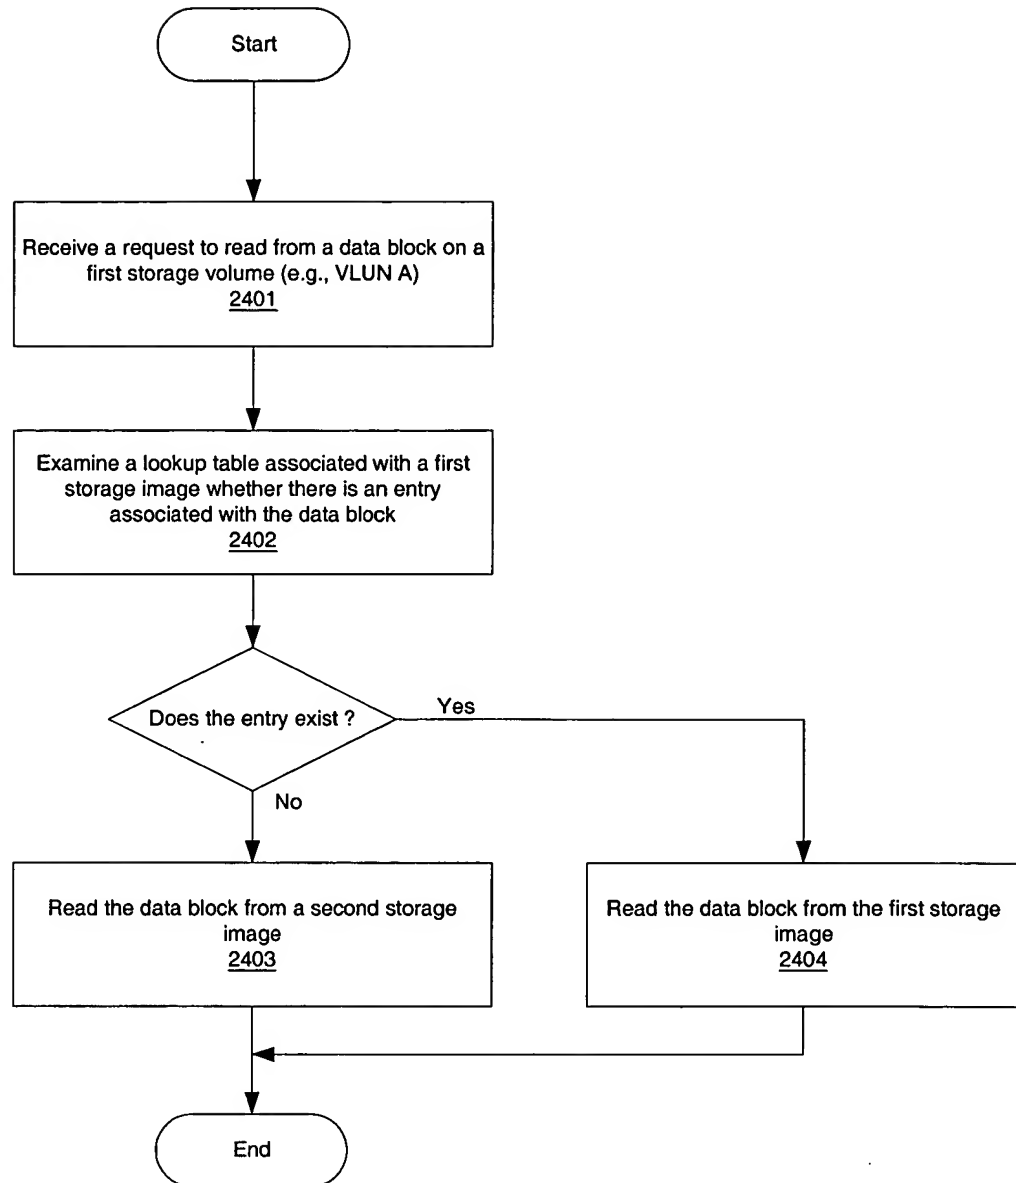 Start
Receive a request to read from a data block on a
first storage volume (e.g., VLUN A)
2401
Examine a lookup table associated with a first
storage image whether there is an entry
associated with the data block
2402
Does the entry exist ?
Yes
No
Read the data block from a second storage
image
2403
Read the data block from the first storage
image
2404
End